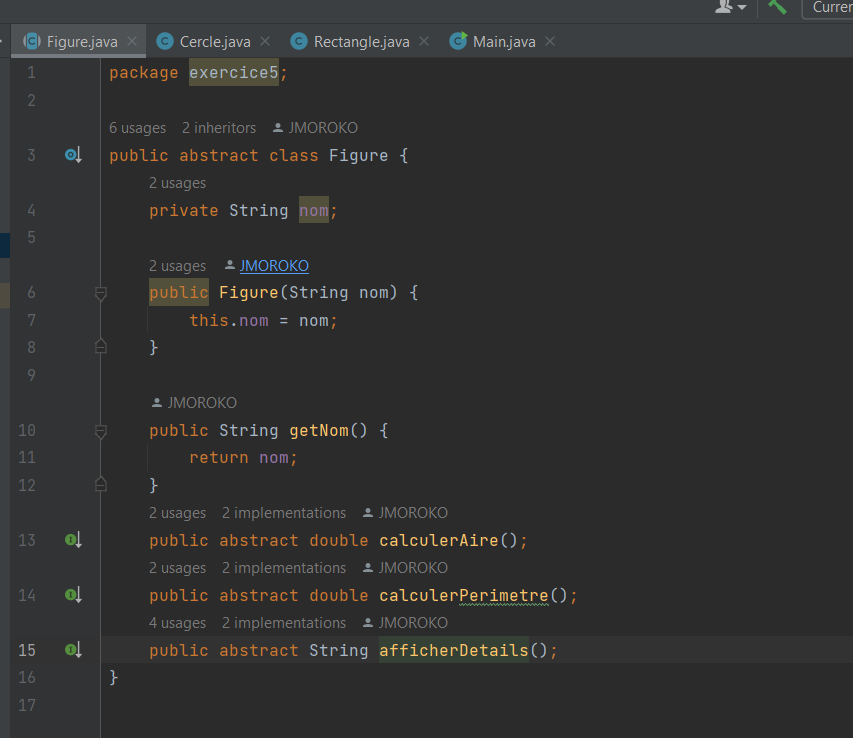 Curren
Figure.java Cercle.java Rectangle.java Main.java
1 package exercice5;
2
6 usages 2 inheritors JMOROKO
3 public abstract class Figure {
2 usages
4 private String nom;
5
2 usages JMOROKO
6 public Figure(String nom) {
7 this.nom = nom;
8 }
9
JMOROKO
10 public String getNom() {
11 return nom;
12 }
2 usages 2 implementations JMOROKO
13 public abstract double calculerAire();
2 usages 2 implementations JMOROKO
14 public abstract double calculerPerimetre();
4 usages 2 implementations JMOROKO
15 public abstract String afficherDetails();
16 }
17